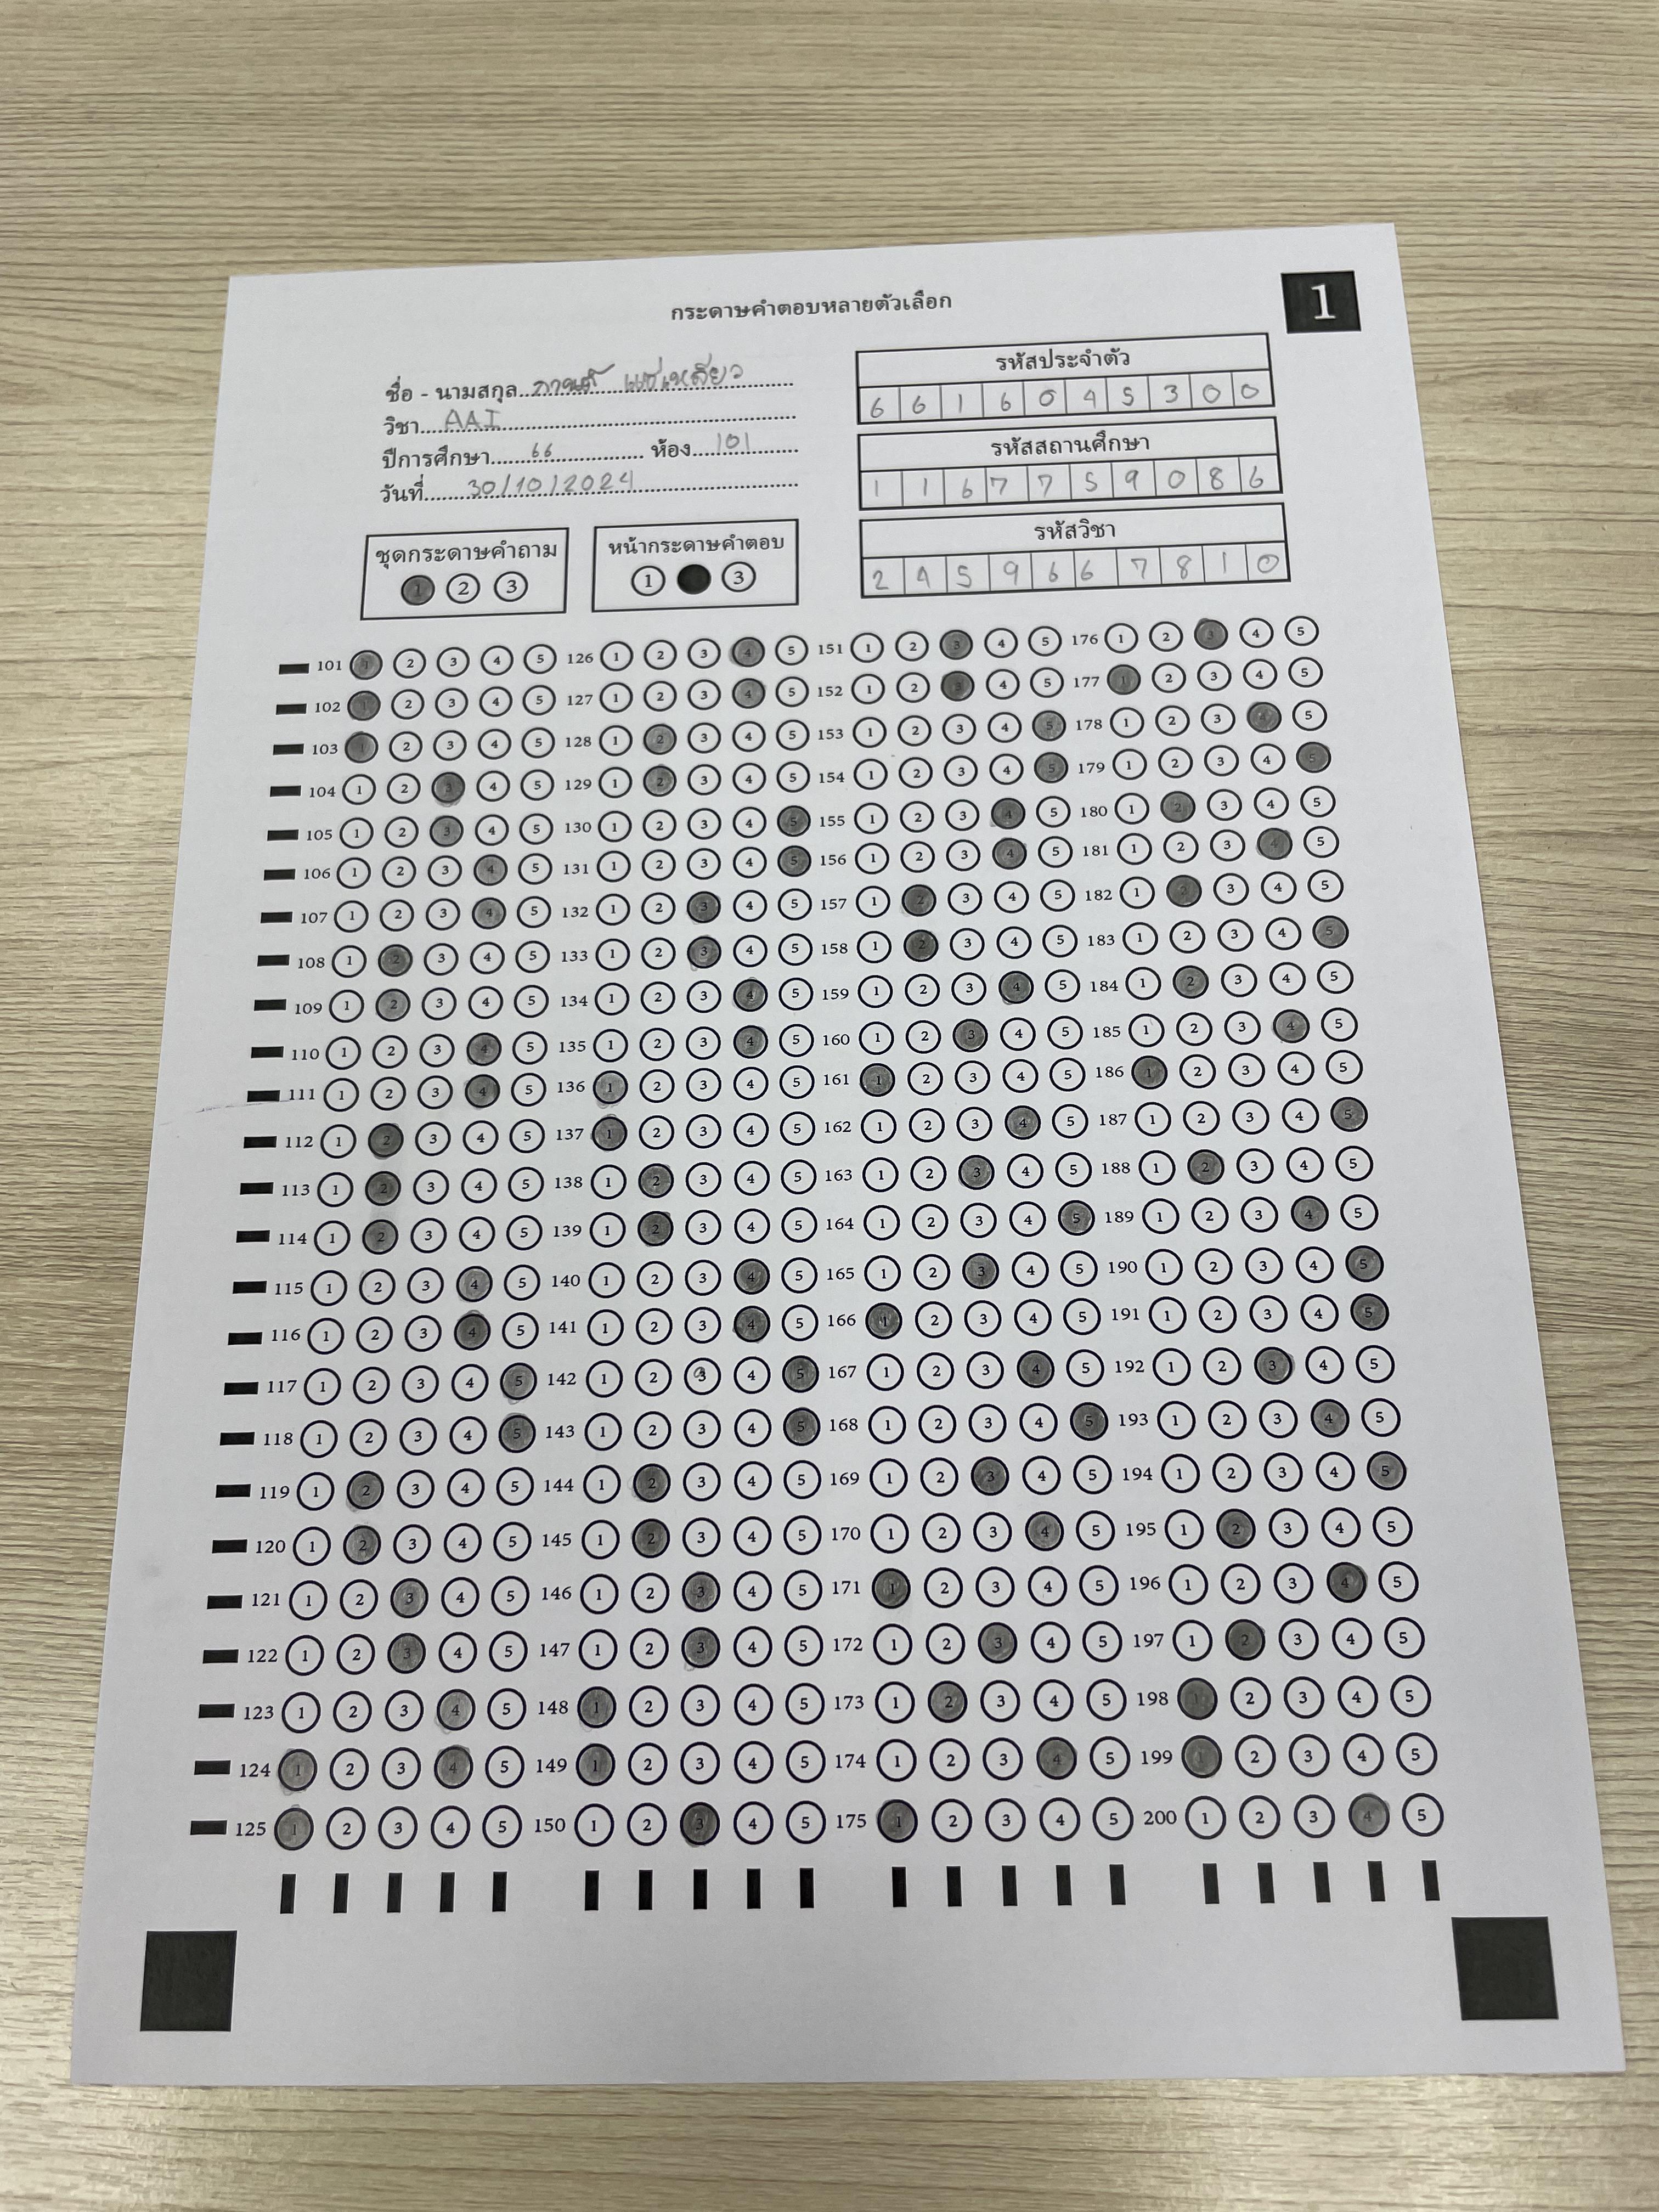 1
กระดาษคำตอบหลายตัวเลือก
ชื่อ - นามสกุล........ แซ่เหลียว
วิชา.... AAI
ปีการศึกษา....... 66 ....... ห้อง.... 101
วันที่....... 30/10/2024
รหัสประจำตัว
6 6 1 6 0 4 5 3 0 0
รหัสสถานศึกษา
1 1 6 7 7 5 9 0 8 6
รหัสวิชา
2 4 5 9 6 6 7 8 1 0
ชุดกระดาษคำถาม
1 2 3
หน้ากระดาษคำตอบ
1 3
101 1 2 3 4 5 126 1 2 3 4 5 151 1 2 3 4 5 176 1 2 3 4 5
102 1 2 3 4 5 127 1 2 3 4 5 152 1 2 3 4 5 177 1 2 3 4 5
103 1 2 3 4 5 128 1 2 3 4 5 153 1 2 3 4 5 178 1 2 3 4 5
104 1 2 3 4 5 129 1 2 3 4 5 154 1 2 3 4 5 179 1 2 3 4 5
105 1 2 3 4 5 130 1 2 3 4 5 155 1 2 3 4 5 180 1 2 3 4 5
106 1 2 3 4 5 131 1 2 3 4 5 156 1 2 3 4 5 181 1 2 3 4 5
107 1 2 3 4 5 132 1 2 3 4 5 157 1 2 3 4 5 182 1 2 3 4 5
108 1 2 3 4 5 133 1 2 3 4 5 158 1 2 3 4 5 183 1 2 3 4 5
109 1 2 3 4 5 134 1 2 3 4 5 159 1 2 3 4 5 184 1 2 3 4 5
110 1 2 3 4 5 135 1 2 3 4 5 160 1 2 3 4 5 185 1 2 3 4 5
111 1 2 3 4 5 136 1 2 3 4 5 161 1 2 3 4 5 186 1 2 3 4 5
112 1 2 3 4 5 137 1 2 3 4 5 162 1 2 3 4 5 187 1 2 3 4 5
113 1 2 3 4 5 138 1 2 3 4 5 163 1 2 3 4 5 188 1 2 3 4 5
114 1 2 3 4 5 139 1 2 3 4 5 164 1 2 3 4 5 189 1 2 3 4 5
115 1 2 3 4 5 140 1 2 3 4 5 165 1 2 3 4 5 190 1 2 3 4 5
116 1 2 3 4 5 141 1 2 3 4 5 166 1 2 3 4 5 191 1 2 3 4 5
117 1 2 3 4 5 142 1 2 3 4 5 167 1 2 3 4 5 192 1 2 3 4 5
118 1 2 3 4 5 143 1 2 3 4 5 168 1 2 3 4 5 193 1 2 3 4 5
119 1 2 3 4 5 144 1 2 3 4 5 169 1 2 3 4 5 194 1 2 3 4 5
120 1 2 3 4 5 145 1 2 3 4 5 170 1 2 3 4 5 195 1 2 3 4 5
121 1 2 3 4 5 146 1 2 3 4 5 171 1 2 3 4 5 196 1 2 3 4 5
122 1 2 3 4 5 147 1 2 3 4 5 172 1 2 3 4 5 197 1 2 3 4 5
123 1 2 3 4 5 148 1 2 3 4 5 173 1 2 3 4 5 198 1 2 3 4 5
124 1 2 3 4 5 149 1 2 3 4 5 174 1 2 3 4 5 199 1 2 3 4 5
125 1 2 3 4 5 150 1 2 3 4 5 175 1 2 3 4 5 200 1 2 3 4 5